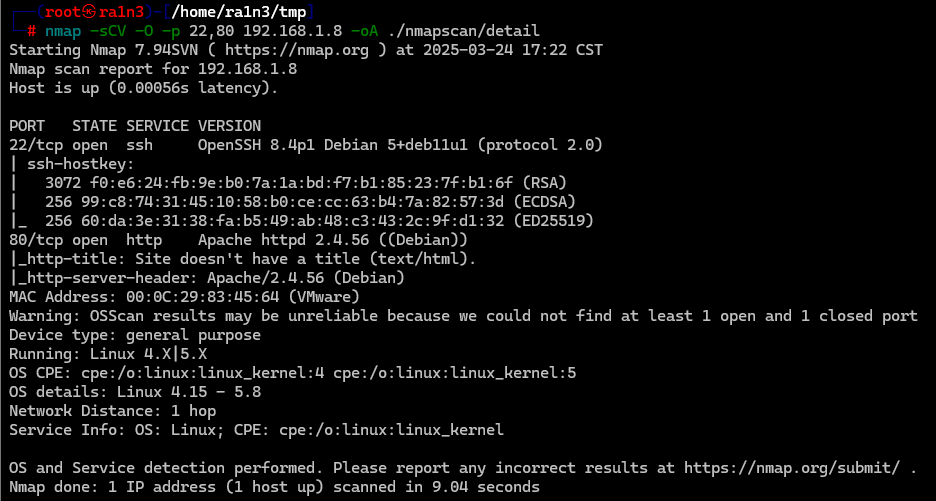 (root㉿ra1n3)-[/home/ra1n3/tmp]
# nmap -sCV -O -p 22,80 192.168.1.8 -oA ./nmapscan/detail
Starting Nmap 7.94SVN ( https://nmap.org ) at 2025-03-24 17:22 CST
Nmap scan report for 192.168.1.8
Host is up (0.00056s latency).

PORT   STATE SERVICE VERSION
22/tcp open  ssh     OpenSSH 8.4p1 Debian 5+deb11u1 (protocol 2.0)
| ssh-hostkey:
|   3072 f0:e6:24:fb:9e:b0:7a:1a:bd:f7:b1:85:23:7f:b1:6f (RSA)
|   256 99:c8:74:31:45:10:58:b0:ce:cc:63:b4:7a:82:57:3d (ECDSA)
|_  256 60:da:3e:31:38:fa:b5:49:ab:48:c3:43:2c:9f:d1:32 (ED25519)
80/tcp open  http    Apache httpd 2.4.56 ((Debian))
|_http-title: Site doesn't have a title (text/html).
|_http-server-header: Apache/2.4.56 (Debian)
MAC Address: 00:0C:29:83:45:64 (VMware)
Warning: OSScan results may be unreliable because we could not find at least 1 open and 1 closed port
Device type: general purpose
Running: Linux 4.X|5.X
OS CPE: cpe:/o:linux:linux_kernel:4 cpe:/o:linux:linux_kernel:5
OS details: Linux 4.15 - 5.8
Network Distance: 1 hop
Service Info: OS: Linux; CPE: cpe:/o:linux:linux_kernel

OS and Service detection performed. Please report any incorrect results at https://nmap.org/submit/ .
Nmap done: 1 IP address (1 host up) scanned in 9.04 seconds